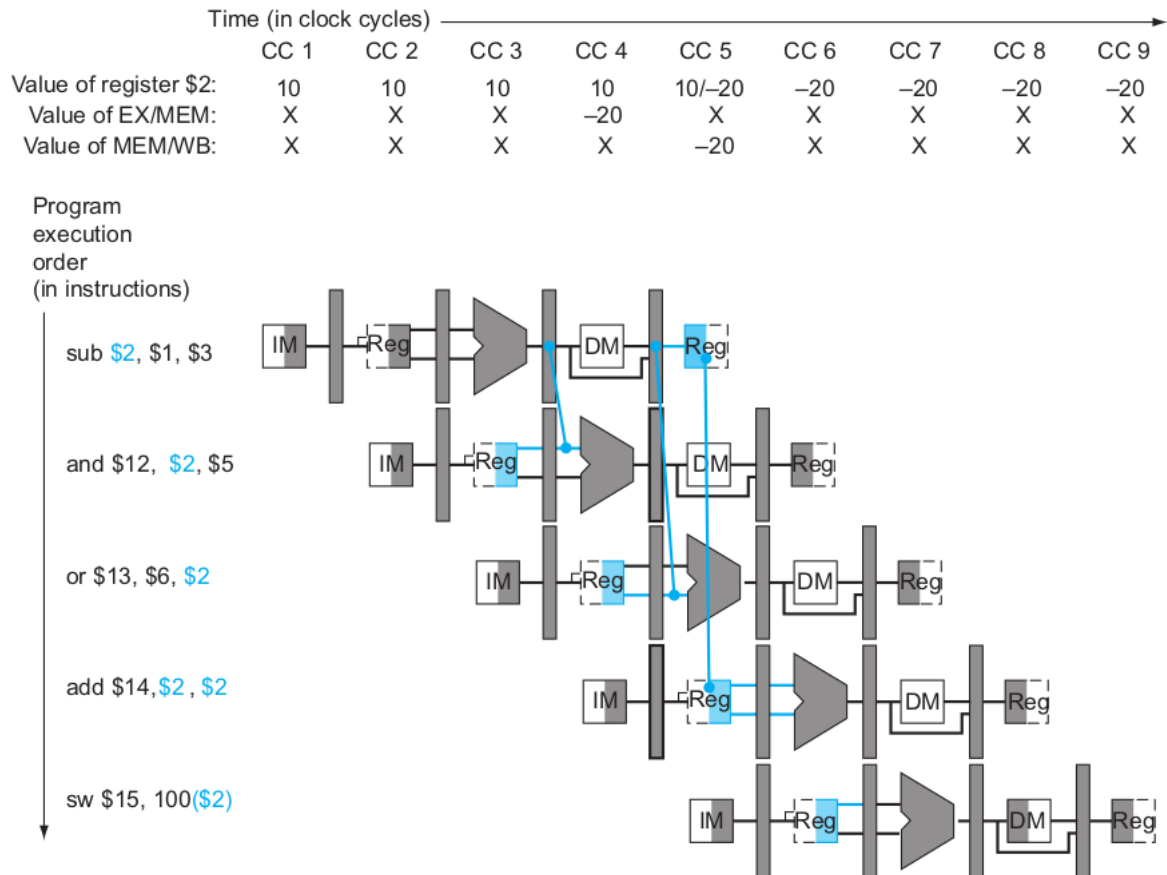 Time (in clock cycles)
CC 1 CC 2 CC 3 CC 4 CC 5 CC 6 CC 7 CC 8 CC 9
Value of register $2: 10 10 10 10 10/–20 –20 –20 –20 –20
Value of EX/MEM: X X X –20 X X X X X
Value of MEM/WB: X X X X –20 X X X X
Program
execution
order
(in instructions)
sub $2, $1, $3 IM Reg DM Reg
and $12, $2, $5 IM Reg DM Reg
or $13, $6, $2 IM Reg DM Reg
add $14,$2 , $2 IM Reg DM Reg
sw $15, 100($2) IM Reg DM Reg